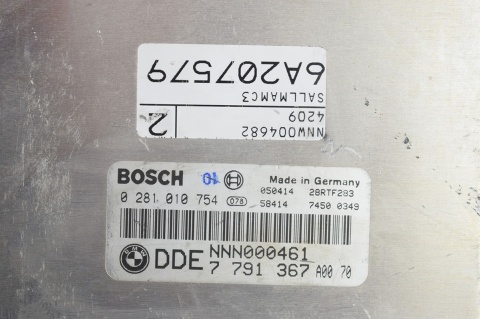 6A207579
SALLMAMC3
4209
NNW004682
2
BOSCH 01 Made in Germany
0 281 010 754 078 050414 28RTF283
58414 7450 0349
DDE NNN000461
7 791 367 A00 70